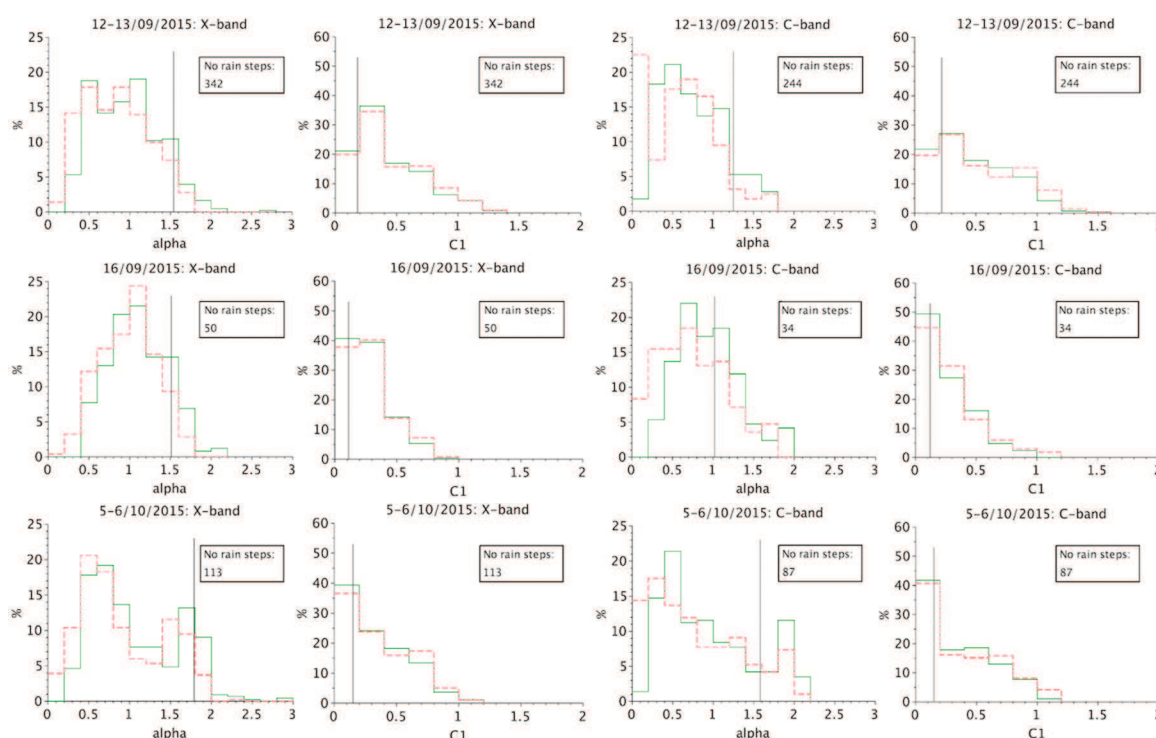 12-13/09/2015: X-band
12-13/09/2015: X-band
12-13/09/2015: C-band
12-13/09/2015: C-band
25
20
15
10
5
0
%
No rain steps:
342
0 0.5 1 1.5 2 2.5 3
alpha
60
50
40
30
20
10
0
%
No rain steps:
342
0 0.5 1 1.5 2
C1
25
20
15
10
5
0
%
No rain steps:
244
0 0.5 1 1.5 2 2.5 3
alpha
60
50
40
30
20
10
0
%
No rain steps:
244
0 0.5 1 1.5 2
C1
16/09/2015: X-band
16/09/2015: X-band
16/09/2015: C-band
16/09/2015: C-band
25
20
15
10
5
0
%
No rain steps:
50
0 0.5 1 1.5 2 2.5 3
alpha
60
50
40
30
20
10
0
%
No rain steps:
50
0 0.5 1 1.5 2
C1
25
20
15
10
5
0
%
No rain steps:
34
0 0.5 1 1.5 2 2.5 3
alpha
60
50
40
30
20
10
0
%
No rain steps:
34
0 0.5 1 1.5 2
C1
5-6/10/2015: X-band
5-6/10/2015: X-band
5-6/10/2015: C-band
5-6/10/2015: C-band
25
20
15
10
5
0
%
No rain steps:
113
0 0.5 1 1.5 2 2.5 3
alpha
60
50
40
30
20
10
0
%
No rain steps:
113
0 0.5 1 1.5 2
C1
25
20
15
10
5
0
%
No rain steps:
87
0 0.5 1 1.5 2 2.5 3
alpha
60
50
40
30
20
10
0
%
No rain steps:
87
0 0.5 1 1.5 2
C1